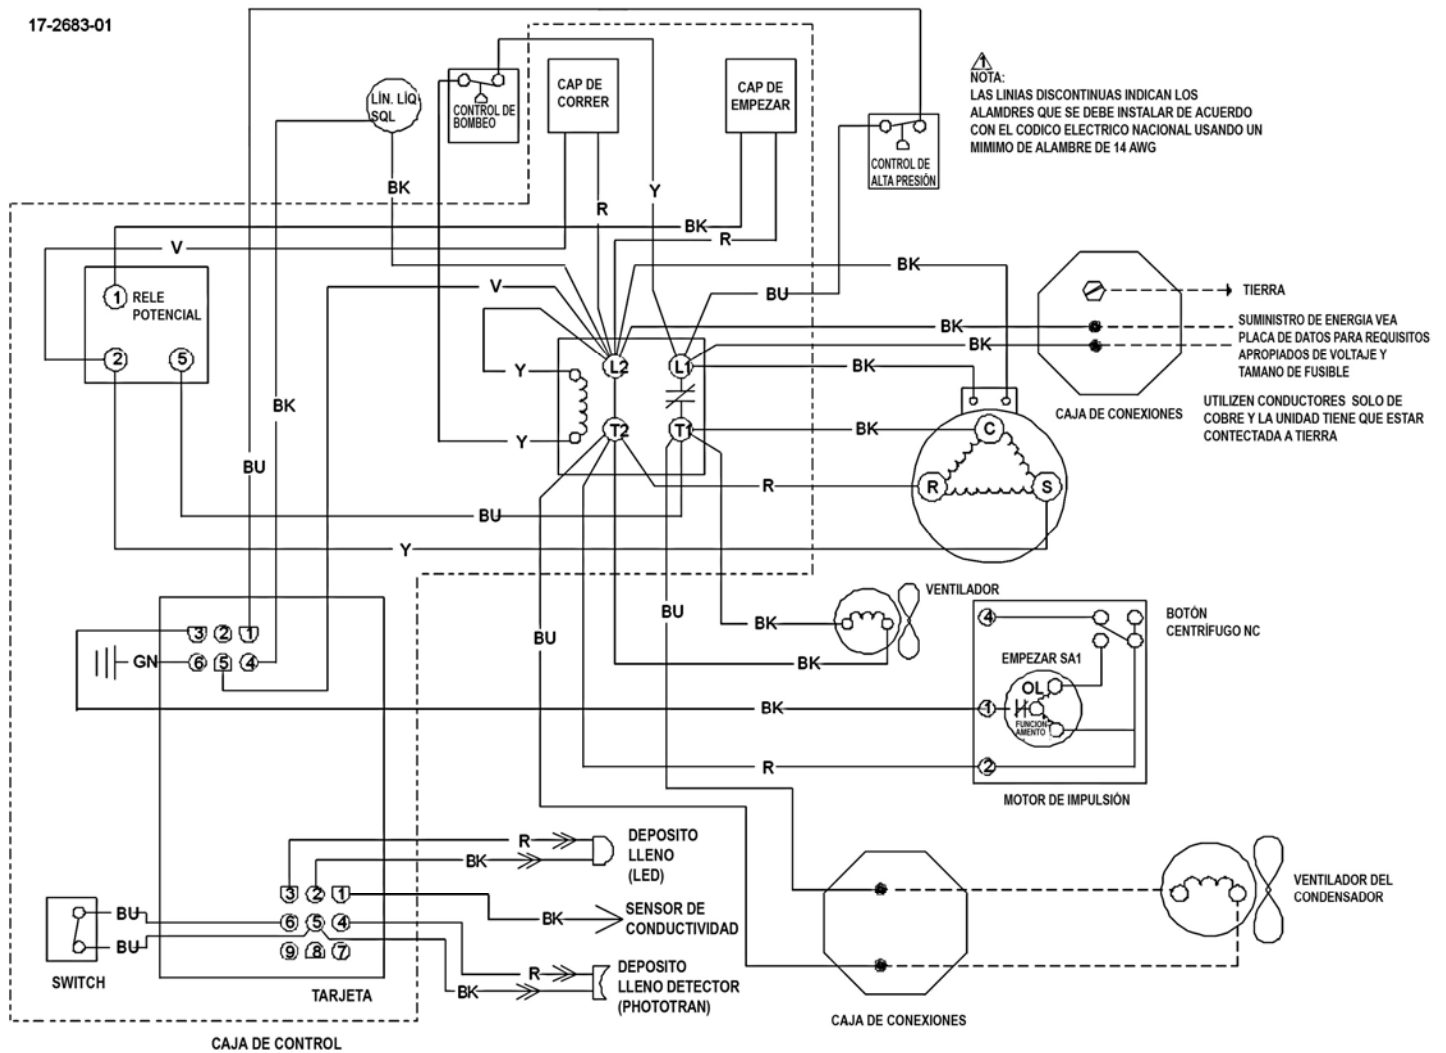 17-2683-01
LÍN. LÍQ
SQL
CONTROL DE
BOMBEO
CAP DE
CORRER
CAP DE
EMPEZAR
1
NOTA:
LAS LINIAS DISCONTINUAS INDICAN LOS
ALAMDRES QUE SE DEBE INSTALAR DE ACUERDO
CON EL CODICO ELECTRICO NACIONAL USANDO UN
MIMIMO DE ALAMBRE DE 14 AWG
CONTROL DE
ALTA PRESIÓN
BK
R
Y
BK
R
V
BK
V
BU
1
RELE
POTENCIAL
2
5
TIERRA
SUMINISTRO DE ENERGIA VEA
PLACA DE DATOS PARA REQUISITOS
APROPIADOS DE VOLTAJE Y
TAMANO DE FUSIBLE
BK
BK
BK
CAJA DE CONEXIONES
UTILIZEN CONDUCTORES SOLO DE
COBRE Y LA UNIDAD TIENE QUE ESTAR
CONTECTADA A TIERRA
L2
L1
T2
T1
Y
Y
BK
BK
BU
C
R
S
R
BU
Y
BU
BU
VENTILADOR
BK
BK
3 2 1
6 5 4
GN
4
BOTÓN
CENTRÍFUGO NC
EMPEZAR SA1
OL
1
FUNCION
AMENTO
2
BK
R
MOTOR DE IMPULSIÓN
R
BK
DEPOSITO
LLENO
(LED)
3 2 1
6 5 4
9 8 7
BK
SENSOR DE
CONDUCTIVIDAD
BU
BU
SWITCH
R
BK
DEPOSITO
LLENO DETECTOR
(PHOTOTRAN)
TARJETA
CAJA DE CONTROL
VENTILADOR DEL
CONDENSADOR
CAJA DE CONEXIONES